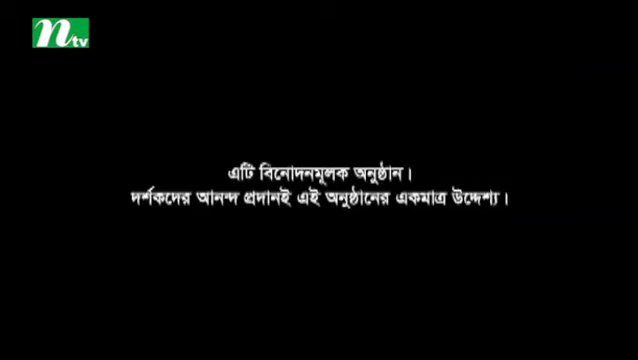 ntv
এটি বিনোদনমূলক অনুষ্ঠান।
দর্শকদের আনন্দ প্রদানই এই অনুষ্ঠানের একমাত্র উদ্দেশ্য।